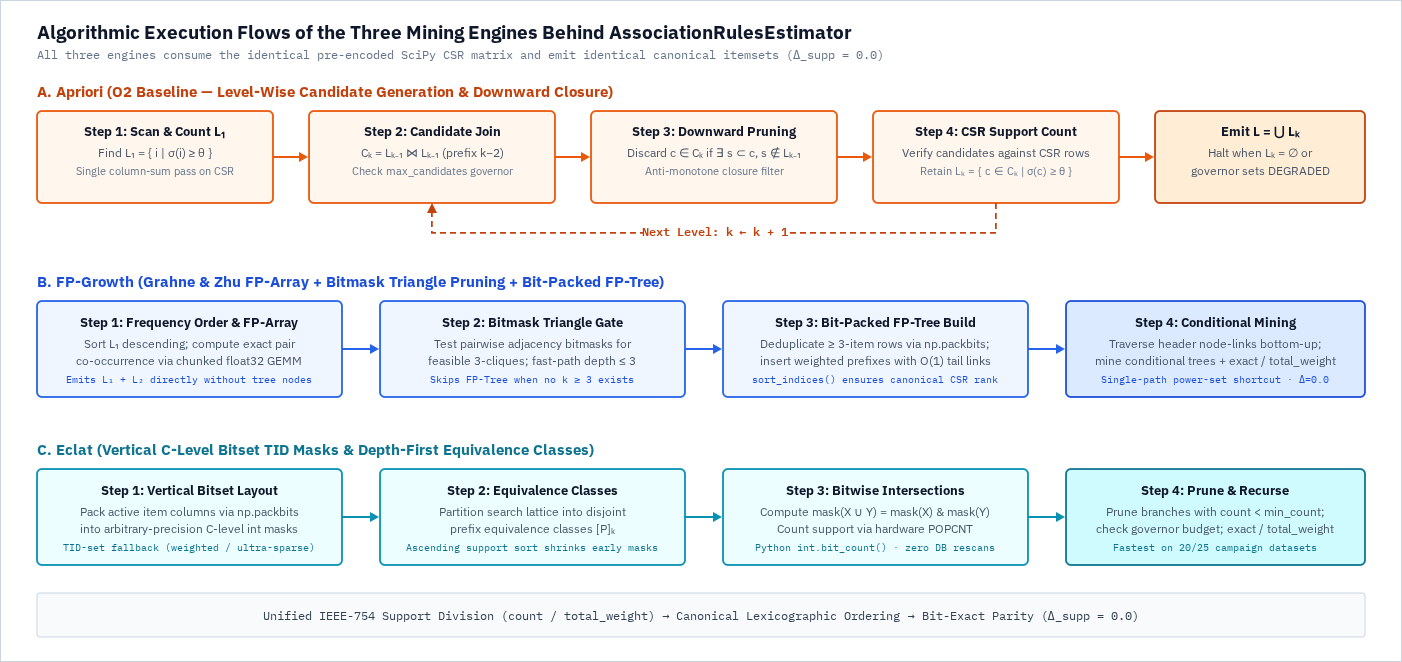 Algorithmic Execution Flows of the Three Mining Engines Behind AssociationRulesEstimator
All three engines consume the identical pre-encoded SciPy CSR matrix and emit identical canonical itemsets (Δ_supp = 0.0)
A. Apriori (O2 Baseline — Level-Wise Candidate Generation & Downward Closure)
Step 1: Scan & Count L₁
Find L₁ = { i | σ(i) ≥ θ }
Single column-sum pass on CSR
Step 2: Candidate Join
Cₖ = Lₖ₋₁ ⋈ Lₖ₋₁ (prefix k−2)
Check max_candidates governor
Step 3: Downward Pruning
Discard c ∈ Cₖ if ∃ s ⊂ c, s ∉ Lₖ₋₁
Anti-monotone closure filter
Step 4: CSR Support Count
Verify candidates against CSR rows
Retain Lₖ = { c ∈ Cₖ | σ(c) ≥ θ }
Emit L = ⋃ Lₖ
Halt when Lₖ = ∅ or
governor sets DEGRADED
Next Level: k ← k + 1
B. FP-Growth (Grahne & Zhu FP-Array + Bitmask Triangle Pruning + Bit-Packed FP-Tree)
Step 1: Frequency Order & FP-Array
Sort L₁ descending; compute exact pair
co-occurrence via chunked float32 GEMM
Emits L₁ + L₂ directly without tree nodes
Step 2: Bitmask Triangle Gate
Test pairwise adjacency bitmasks for
feasible 3-cliques; fast-path depth ≤ 3
Skips FP-Tree when no k ≥ 3 exists
Step 3: Bit-Packed FP-Tree Build
Deduplicate ≥ 3-item rows via np.packbits;
insert weighted prefixes with O(1) tail links
sort_indices() ensures canonical CSR rank
Step 4: Conditional Mining
Traverse header node-links bottom-up;
mine conditional trees + exact / total_weight
Single-path power-set shortcut · Δ=0.0
C. Eclat (Vertical C-Level Bitset TID Masks & Depth-First Equivalence Classes)
Step 1: Vertical Bitset Layout
Pack active item columns via np.packbits
into arbitrary-precision C-level int masks
TID-set fallback (weighted / ultra-sparse)
Step 2: Equivalence Classes
Partition search lattice into disjoint
prefix equivalence classes [P]ₖ
Ascending support sort shrinks early masks
Step 3: Bitwise Intersections
Compute mask(X ∪ Y) = mask(X) & mask(Y)
Count support via hardware POPCNT
Python int.bit_count() · zero DB rescans
Step 4: Prune & Recurse
Prune branches with count < min_count;
check governor budget; exact / total_weight
Fastest on 20/25 campaign datasets
Unified IEEE-754 Support Division (count / total_weight) → Canonical Lexicographic Ordering → Bit-Exact Parity (Δ_supp = 0.0)